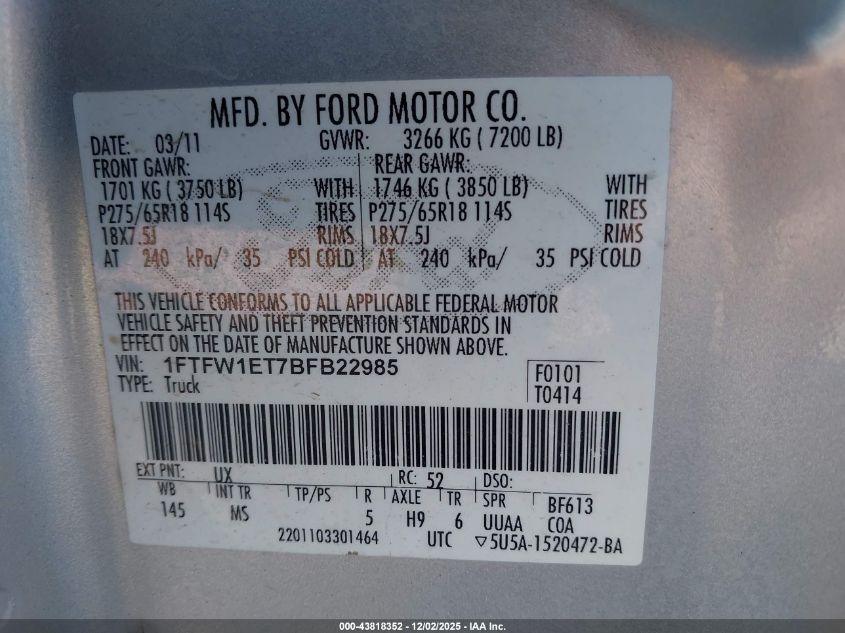 MFD. BY FORD MOTOR CO.
DATE: 03/11 GVWR: 3266 KG ( 7200 LB)
FRONT GAWR: REAR GAWR:
1701 KG ( 3750 LB) WITH 1746 KG ( 3850 LB) WITH
P275/65R18 114S TIRES P275/65R18 114S TIRES
18X7.5J RIMS 18X7.5J RIMS
AT 240 kPa/ 35 PSI COLD AT 240 kPa/ 35 PSI COLD
THIS VEHICLE CONFORMS TO ALL APPLICABLE FEDERAL MOTOR
VEHICLE SAFETY AND THEFT PREVENTION STANDARDS IN
EFFECT ON THE DATE OF MANUFACTURE SHOWN ABOVE.
VIN: 1FTFW1ET7BFB22985 F0101
TYPE: Truck T0414
EXT PNT: UX RC: 52 DSO:
WB INT TR TP/PS R AXLE TR SPR BF613
145 MS 5 H9 6 UUAA COA
2201103301464 UTC ▽5U5A-1520472-BA
000-43818352 - 12/02/2025 - IAA Inc.